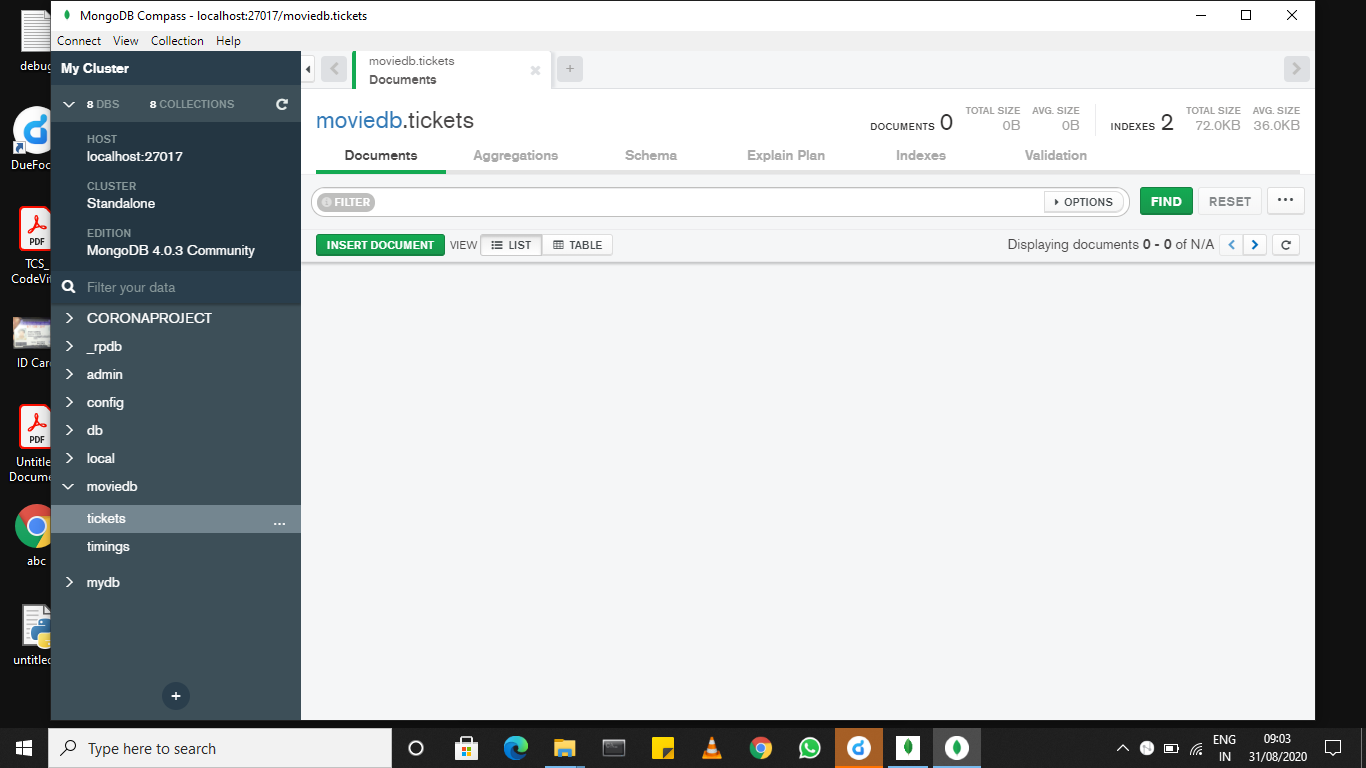 MongoDB Compass - localhost:27017/moviedb.tickets
Connect View Collection Help
My Cluster
8 DBS 8 COLLECTIONS
HOST
localhost:27017
CLUSTER
Standalone
EDITION
MongoDB 4.0.3 Community
Filter your data
CORONAPROJECT
_rpdb
admin
config
db
local
moviedb
tickets ...
timings
mydb
+
moviedb.tickets
Documents
+
moviedb.tickets
DOCUMENTS 0 TOTAL SIZE 0B AVG. SIZE 0B INDEXES 2 TOTAL SIZE 72.0KB AVG. SIZE 36.0KB
Documents Aggregations Schema Explain Plan Indexes Validation
FILTER OPTIONS FIND RESET ...
INSERT DOCUMENT VIEW LIST TABLE Displaying documents 0 - 0 of N/A
debug
DueFoc
PDF
TCS_
CodeVit
ID Car
PDF
Untitle
Docume
abc
untitled
Type here to search
ENG
IN
09:03
31/08/2020